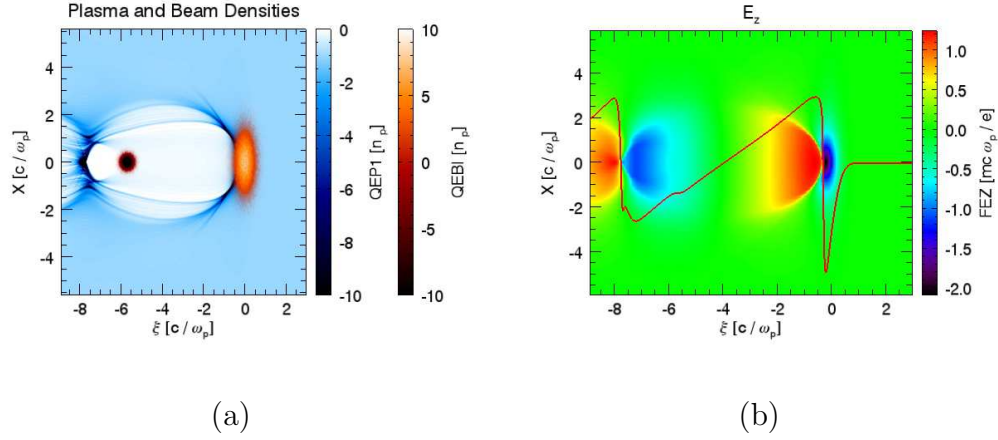 Plasma and Beam Densities
4
2
0
-2
-4
X [c / ω_p]
-8 -6 -4 -2 0 2
ξ [c / ω_p]
0
-2
-4
-6
-8
-10
QEP1 [n_p]
10
5
0
-5
-10
QEBI [n_p]
E_z
4
2
0
-2
-4
X [c / ω_p]
-8 -6 -4 -2 0 2
ξ [c / ω_p]
1.0
0.5
0.0
-0.5
-1.0
-1.5
-2.0
FEZ [mc ω_p / e]
(a)
(b)